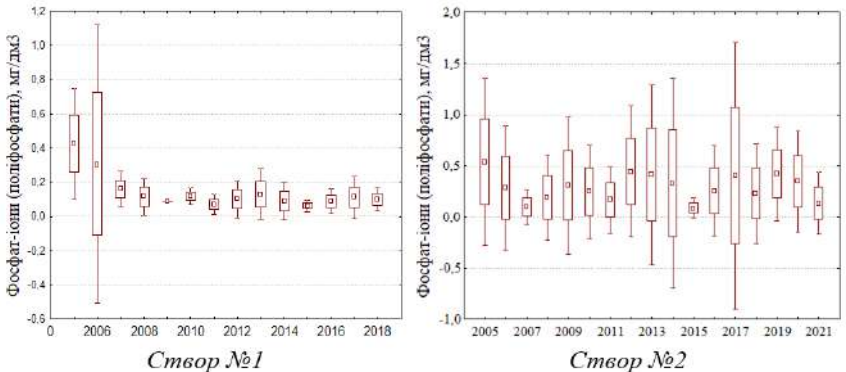 Фосфат-іони (поліфосфати), мг/дм3
1,2
1,0
0,8
0,6
0,4
0,2
0,0
-0,2
-0,4
-0,6
0 2006 2008 2010 2012 2014 2016 2018
Створ №1
Фосфат-іони (поліфосфати), мг/дм3
2,0
1,5
1,0
0,5
0,0
-0,5
-1,0
2005 2007 2009 2011 2013 2015 2017 2019 2021
Створ №2